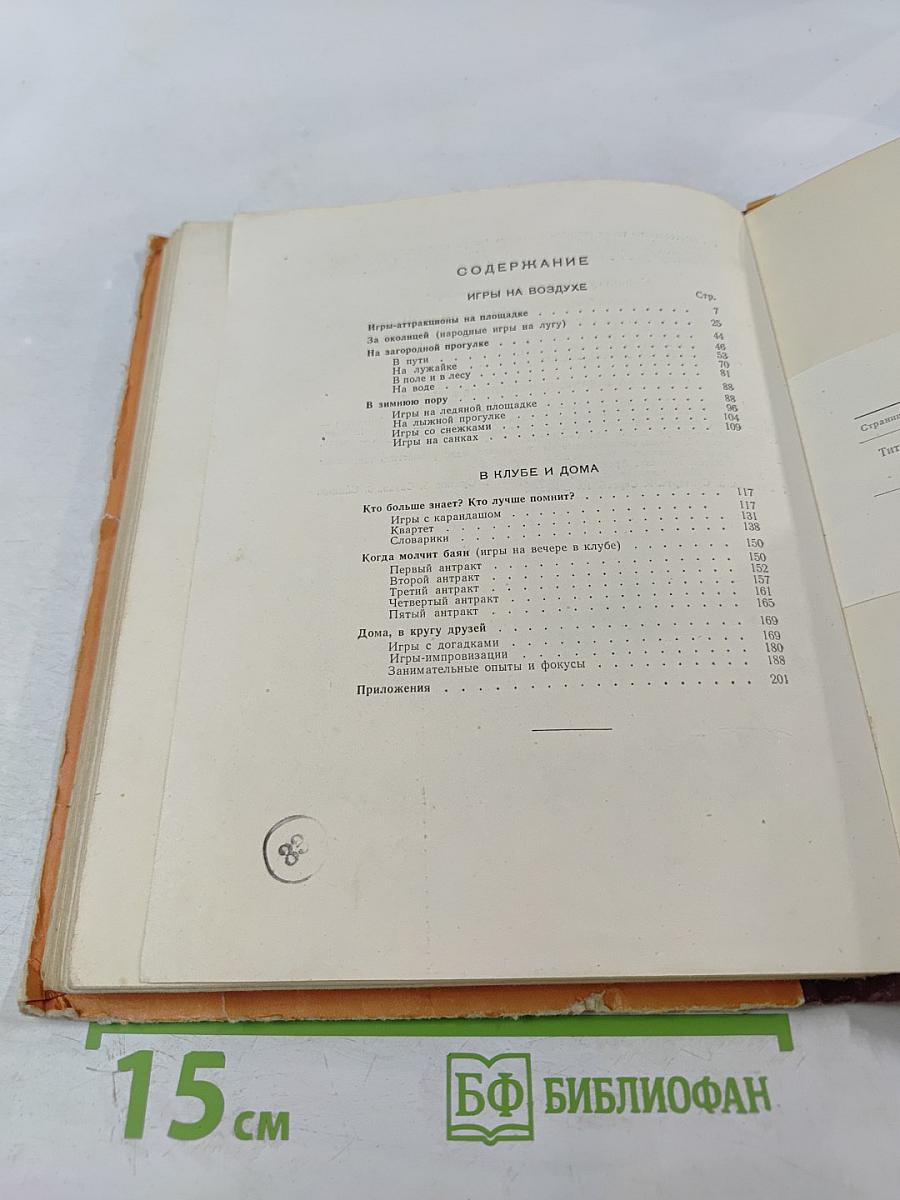 СОДЕРЖАНИЕ
ИГРЫ НА ВОЗДУХЕ
Стр.
Игры-аттракционы на площадке . . . . . . . . . . . 7
За околицей (народные игры на лугу) . . . . . . . . 25
На загородной прогулке . . . . . . . . . . . . . 44
В пути . . . . . . . . . . . . . . . 46
На лужайке . . . . . . . . . . . . . . 53
В поле и в лесу . . . . . . . . . . . . . 70
На воде . . . . . . . . . . . . . . . 81
В зимнюю пору . . . . . . . . . . . . . . . 88
Игры на ледяной площадке . . . . . . . . . . 88
На лыжной прогулке . . . . . . . . . . . . 96
Игры со снежками . . . . . . . . . . . . . 104
Игры на санках . . . . . . . . . . . . . 109
В КЛУБЕ И ДОМА
Кто больше знает? Кто лучше помнит? . . . . . . . . . 117
Игры с карандашом . . . . . . . . . . . . . 117
Квартет . . . . . . . . . . . . . . . . 131
Словарики . . . . . . . . . . . . . . . 138
Когда молчит баян (игры на вечере в клубе) . . . . . . . 150
Первый антракт . . . . . . . . . . . . . . 150
Второй антракт . . . . . . . . . . . . . . 152
Третий антракт . . . . . . . . . . . . . . 157
Четвертый антракт . . . . . . . . . . . . . 161
Пятый антракт . . . . . . . . . . . . . . 165
Дома, в кругу друзей . . . . . . . . . . . . . . 169
Игры с догадками . . . . . . . . . . . . . 169
Игры-импровизации . . . . . . . . . . . . . 180
Занимательные опыты и фокусы . . . . . . . . . 188
Приложения . . . . . . . . . . . . . . . . . 201
Тит
15 см
БФ БИБЛИОФАН